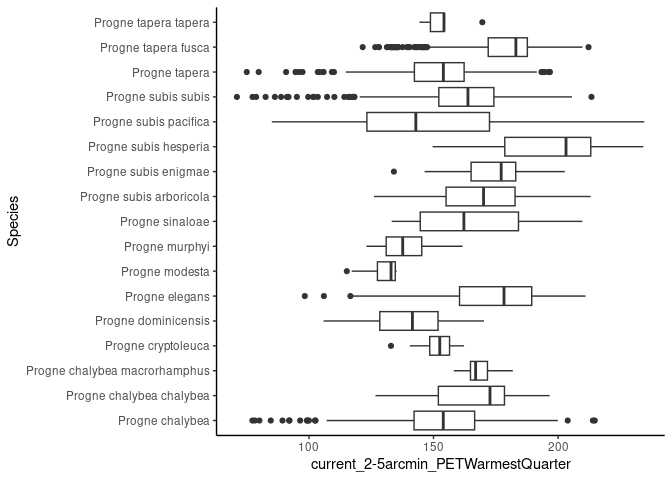 Progne tapera tapera
Progne tapera fusca
Progne tapera
Progne subis subis
Progne subis pacifica
Progne subis hesperia
Progne subis enigmae
Progne subis arboricola
Progne sinaloae
Progne murphyi
Progne modesta
Progne elegans
Progne dominicensis
Progne cryptoleuca
Progne chalybea macrorhamphus
Progne chalybea chalybea
Progne chalybea
Species
100 150 200
current_2-5arcmin_PETWarmestQuarter